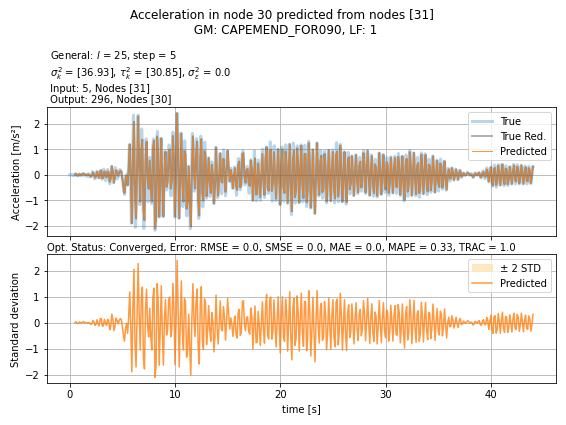 Acceleration in node 30 predicted from nodes [31]
GM: CAPEMEND_FOR090, LF: 1
General: l = 25, step = 5
σ²ₖ = [36.93], τ²ₖ = [30.85], σ²ε = 0.0
Input: 5, Nodes [31]
Output: 296, Nodes [30]
Acceleration [m/s²]
2
1
0
−1
−2
True
True Red.
Predicted
Opt. Status: Converged, Error: RMSE = 0.0, SMSE = 0.0, MAE = 0.0, MAPE = 0.33, TRAC = 1.0
Standard deviation
2
1
0
−1
−2
± 2 STD
Predicted
0 10 20 30 40
time [s]